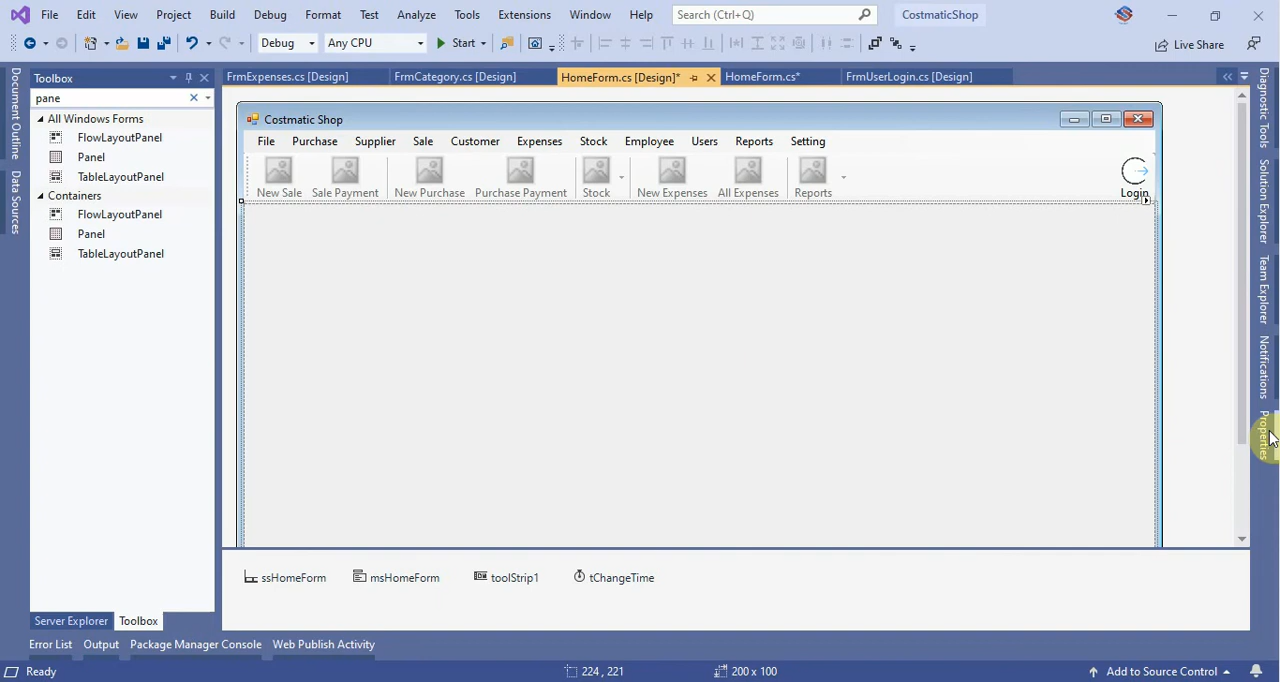 File Edit View Project Build Debug Format Test Analyze Tools Extensions Window Help Search (Ctrl+Q) CostmaticShop
Debug Any CPU Start Live Share
Document Outline
Data Sources
Toolbox
pane
All Windows Forms
FlowLayoutPanel
Panel
TableLayoutPanel
Containers
FlowLayoutPanel
Panel
TableLayoutPanel
Server Explorer Toolbox
FrmExpenses.cs [Design] FrmCategory.cs [Design] HomeForm.cs [Design]* HomeForm.cs* FrmUserLogin.cs [Design]
Costmatic Shop
File Purchase Supplier Sale Customer Expenses Stock Employee Users Reports Setting
New Sale Sale Payment New Purchase Purchase Payment Stock New Expenses All Expenses Reports Login
ssHomeForm msHomeForm toolStrip1 tChangeTime
Diagnostic Tools
Solution Explorer
Team Explorer
Notifications
Properties
Error List Output Package Manager Console Web Publish Activity
Ready 224 , 221 200 x 100 Add to Source Control